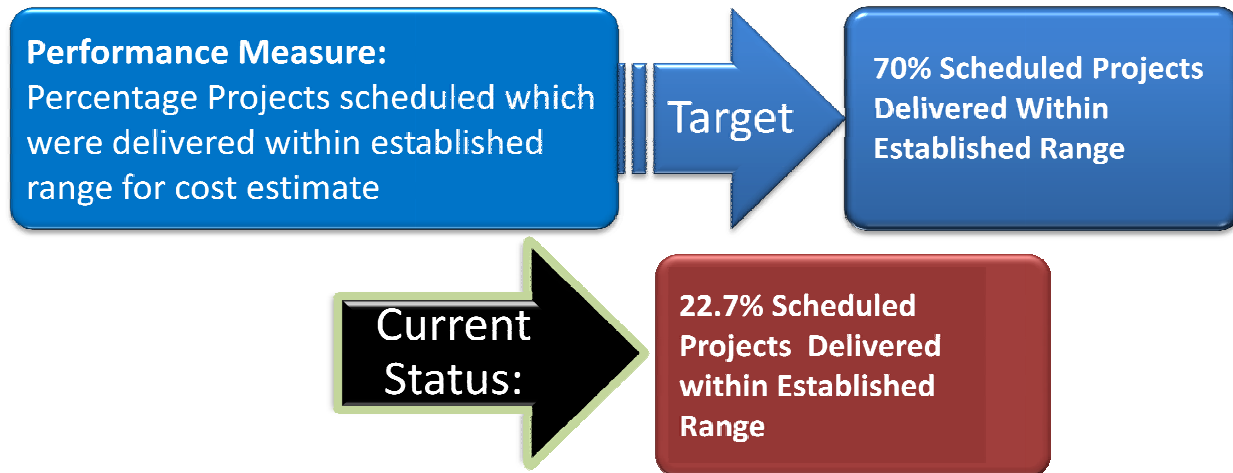 Performance Measure:
Percentage Projects scheduled which
were delivered within established
range for cost estimate
Target
70% Scheduled Projects
Delivered Within
Established Range
Current
Status:
22.7% Scheduled
Projects  Delivered
within Established
Range